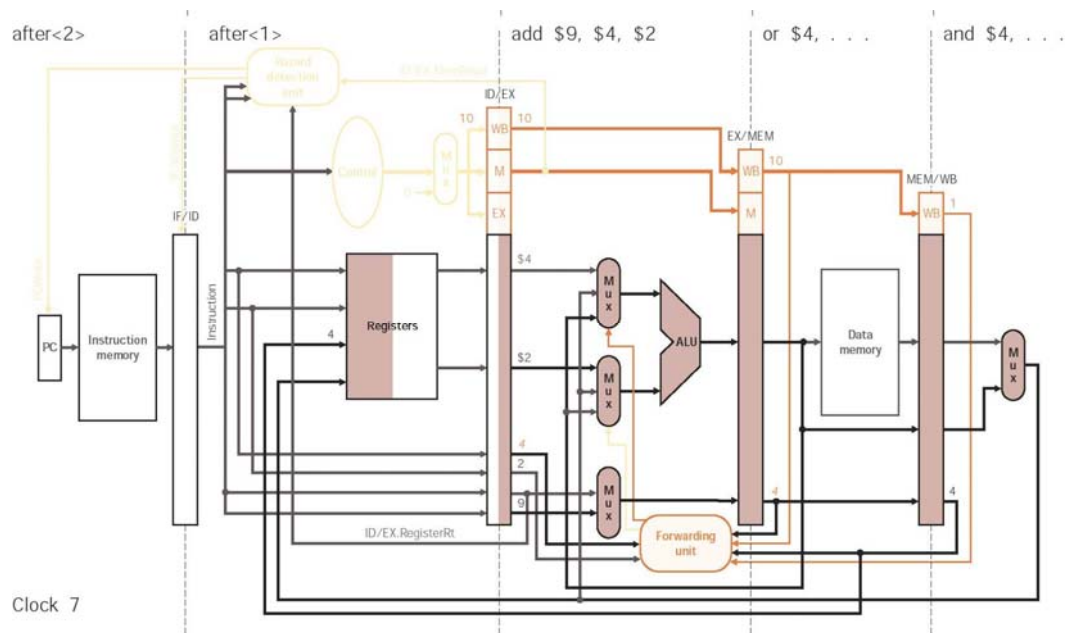 after<2>
after<1>
add $9, $4, $2
or $4, . . .
and $4, . . .
Hazard
detection
unit
ID/EX.MemRead
ID/EX
10
WB
10
EX/MEM
Control
M
u
x
M
WB
10
MEM/WB
0
EX
M
WB
1
IF/ID
$4
M
u
x
Instruction
PC
Instruction
memory
4
Registers
ALU
Data
memory
M
u
x
$2
M
u
x
4
2
M
u
x
9
4
4
ID/EX.RegisterRt
Forwarding
unit
Clock 7